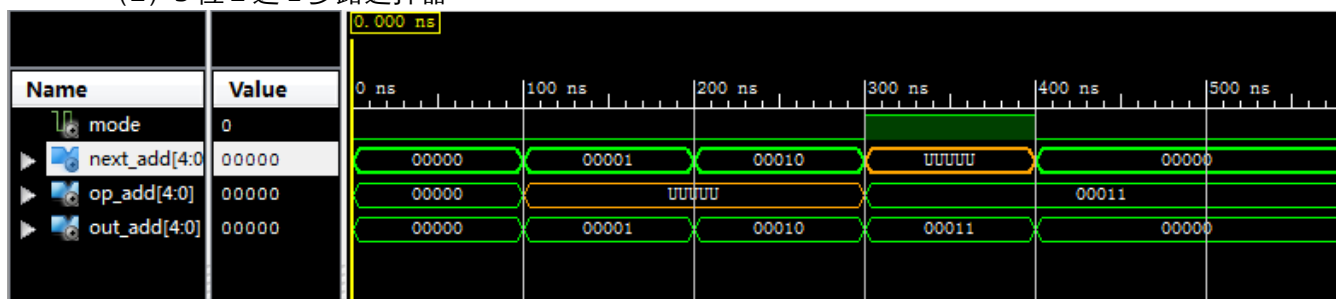 0.000 ns
Name Value 0 ns 100 ns 200 ns 300 ns 400 ns 500 ns
mode 0
next_add[4:0 00000 00000 00001 00010 UUUUU 00000
op_add[4:0] 00000 00000 UUUUU 00011
out_add[4:0] 00000 00000 00001 00010 00011 00000